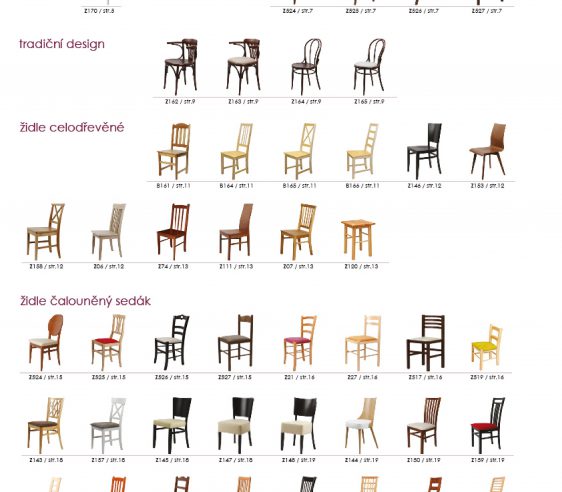 Z170 / str.5 Z524 / str.7 Z525 / str.7 Z526 / str.7 Z527 / str.7
tradiční design
Z162 / str.9 Z163 / str.9 Z164 / str.9 Z165 / str.9
židle celodřevěné
B161 / str.11 B164 / str.11 B165 / str.11 B166 / str.11 Z146 / str.12 Z153 / str.12
Z158 / str.12 Z06 / str.12 Z74 / str.13 Z111 / str.13 Z07 / str.13 Z120 / str.13
židle čalouněný sedák
Z524 / str.15 Z525 / str.15 Z526 / str.15 Z527 / str.15 Z21 / str.16 Z27 / str.16 Z517 / str.16 Z519 / str.16
Z143 / str.18 Z157 / str.18 Z145 / str.18 Z147 / str.18 Z148 / str.19 Z144 / str.19 Z150 / str.19 Z159 / str.19